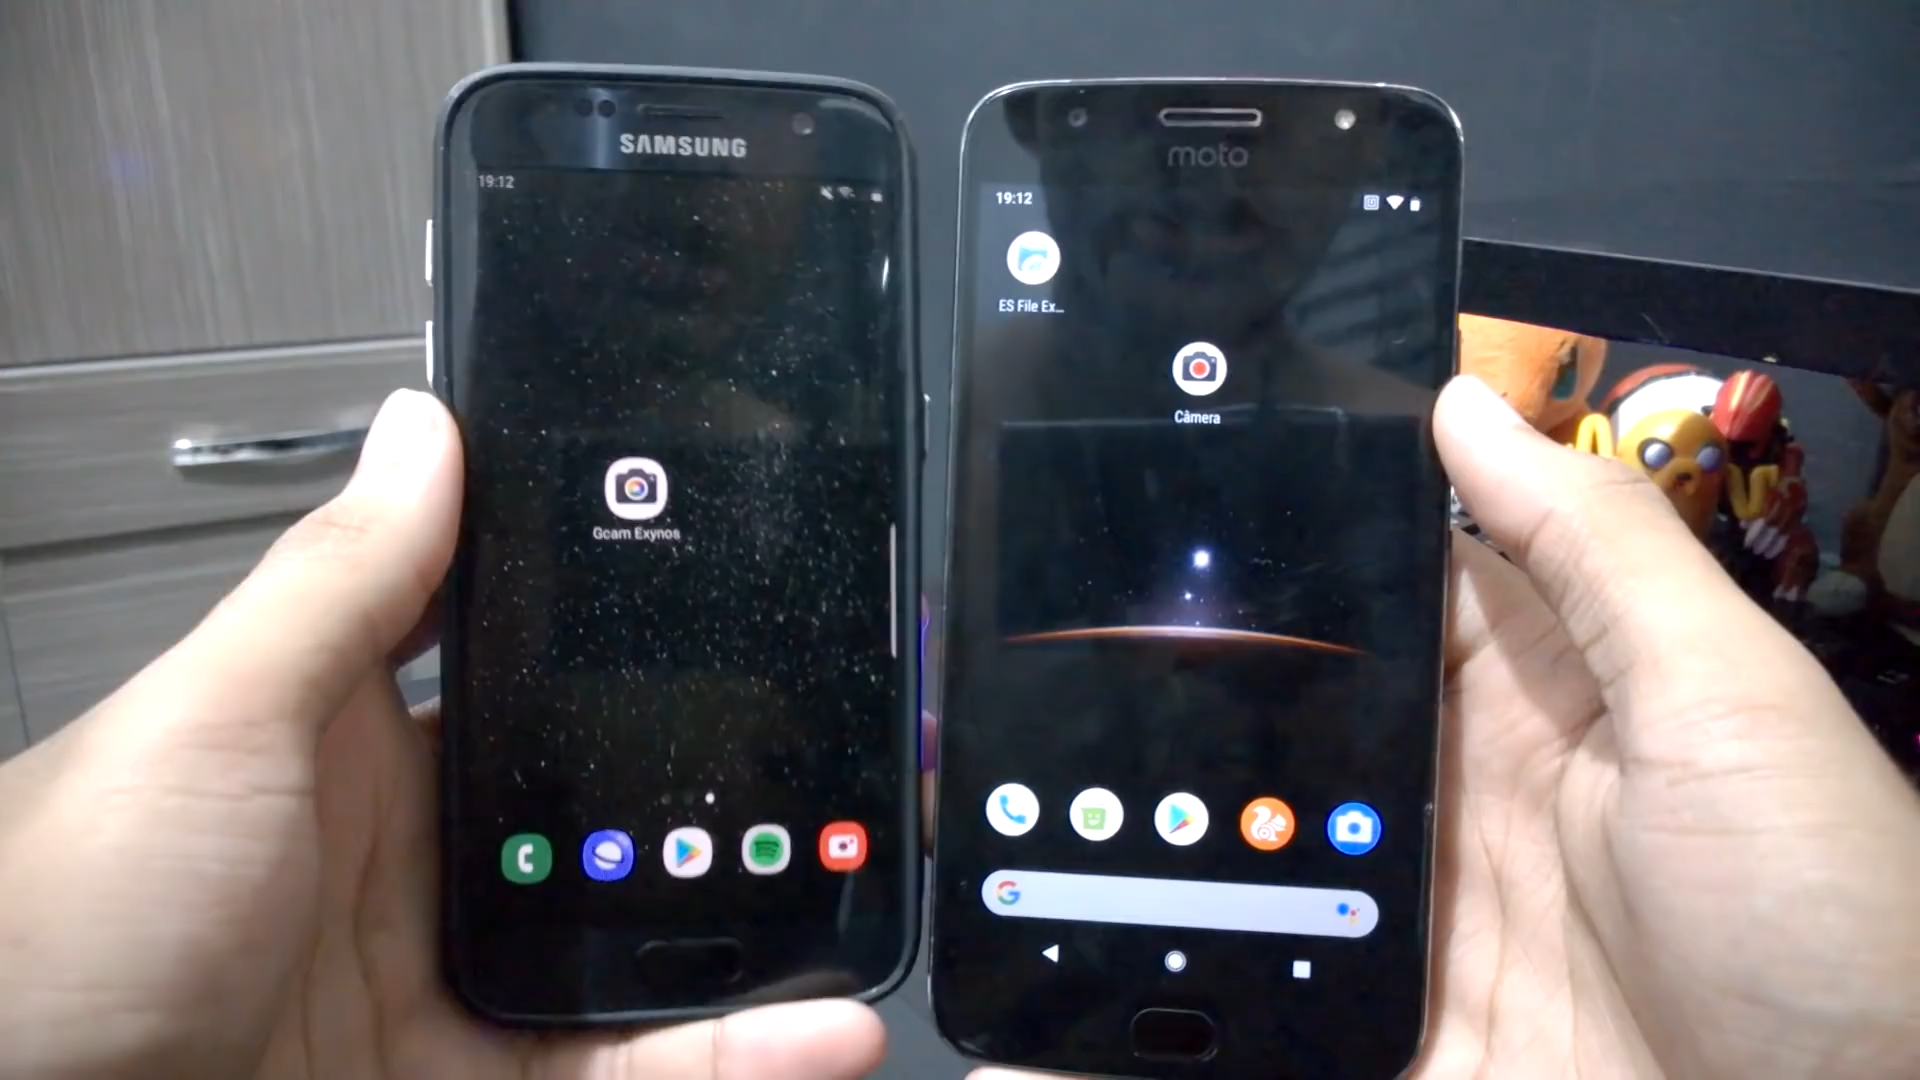 SAMSUNG
19:12
Gcam Exynos
moto
19:12
ES File Ex...
Câmera